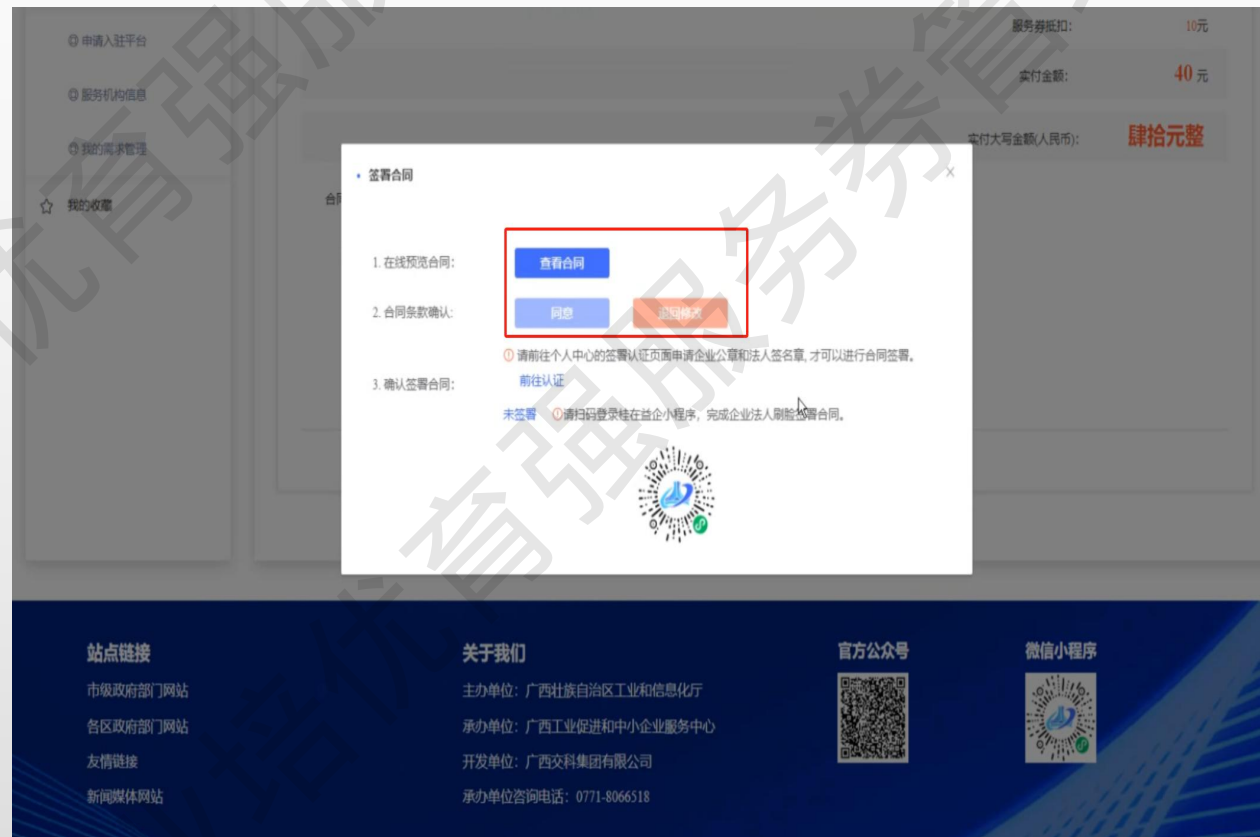 申请入驻平台
服务机构信息
我的需求管理
我的收藏
服务券抵扣: 10元
实付金额: 40 元
实付大写金额(人民币): 肆拾元整
合同
签署合同
1. 在线预览合同: 查看合同
2. 合同条款确认: 同意 退回修改
请前往个人中心的签署认证页面申请企业公章和法人签名章, 才可以进行合同签署。
3. 确认签署合同: 前往认证
未签署 请扫码登录桂在益企小程序，完成企业法人刷脸签署合同。
站点链接
市级政府部门网站
各区政府部门网站
友情链接
新闻媒体网站
关于我们
主办单位：广西壮族自治区工业和信息化厅
承办单位：广西工业促进和中小企业服务中心
开发单位：广西交科集团有限公司
承办单位咨询电话：0771-8066518
官方公众号
微信小程序
培优育强服务券管